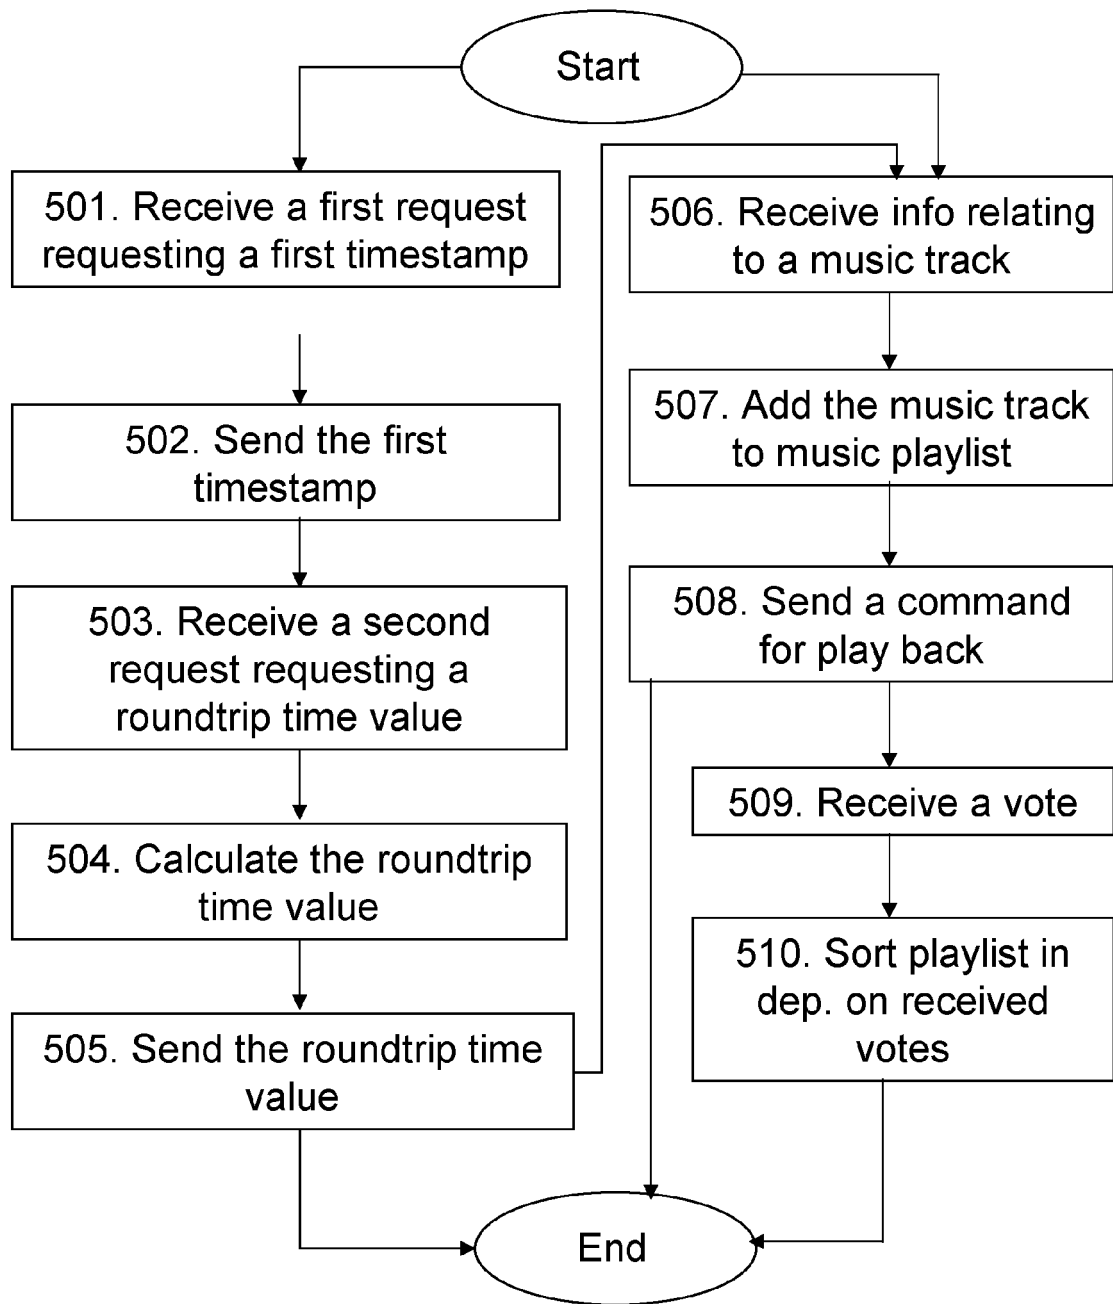 Start
501. Receive a first request
requesting a first timestamp
502. Send the first
timestamp
503. Receive a second
request requesting a
roundtrip time value
504. Calculate the roundtrip
time value
505. Send the roundtrip time
value
506. Receive info relating
to a music track
507. Add the music track
to music playlist
508. Send a command
for play back
509. Receive a vote
510. Sort playlist in
dep. on received
votes
End